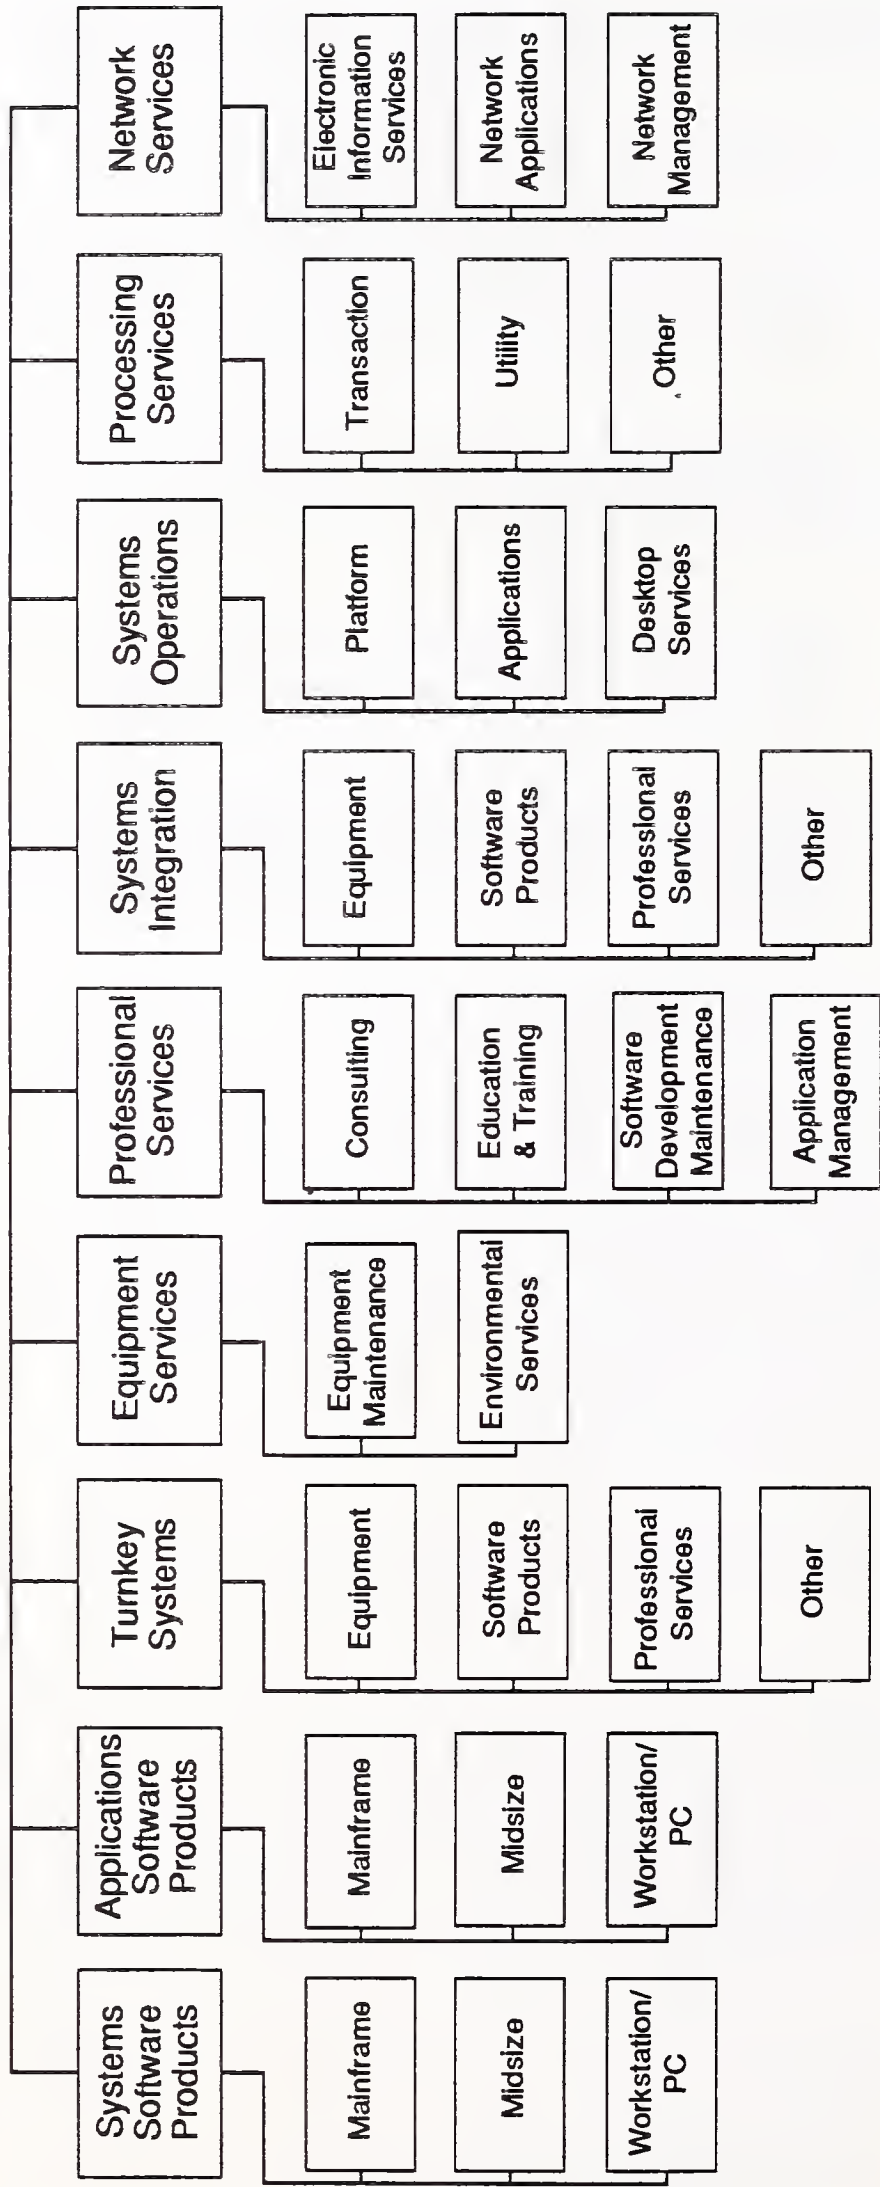 Systems
Software
Products
Mainframe
Midsize
Workstation/
PC
Applications
Software
Products
Mainframe
Midsize
Workstation/
PC
Turnkey
Systems
Equipment
Software
Products
Professional
Services
Other
Equipment
Services
Equipment
Maintenance
Environmental
Services
Professional
Services
Consulting
Education
& Training
Software
Development
Maintenance
Application
Management
Systems
Integration
Equipment
Software
Products
Professional
Services
Other
Systems
Operations
Platform
Applications
Desktop
Services
Processing
Services
Transaction
Utility
Other
Network
Services
Electronic
Information
Services
Network
Applications
Network
Management